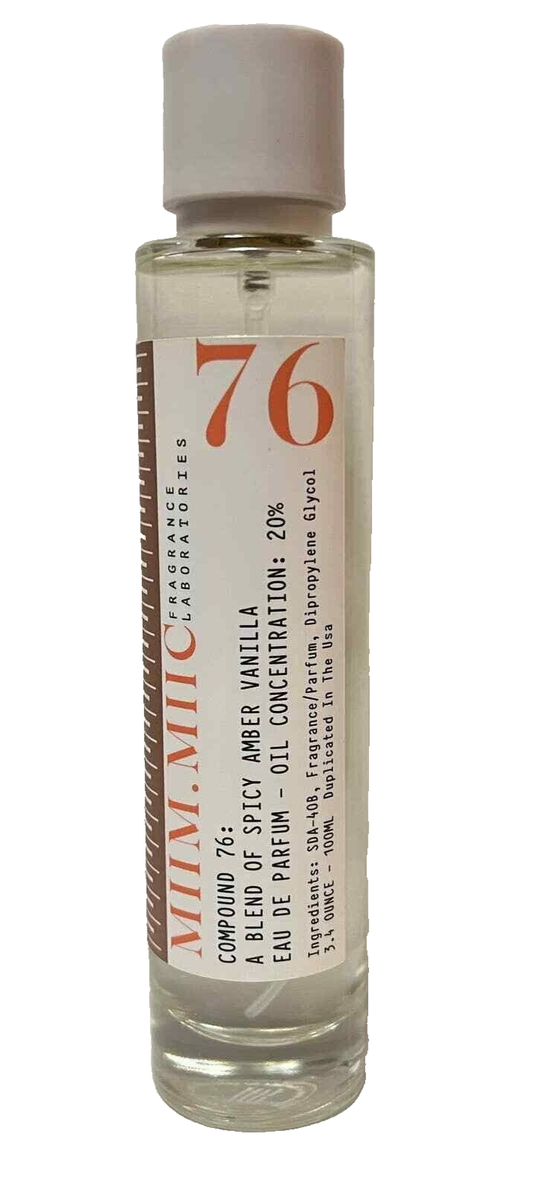 76
MIIM.MIIC
FRAGRANCE
LABORATORIES
COMPOUND 76:
A BLEND OF SPICY AMBER VANILLA
EAU DE PARFUM - OIL CONCENTRATION: 20%
Ingredients: SDA-40B, Fragrance/Parfum, Dipropylene Glycol
3.4 OUNCE - 100ML Duplicated In The Usa